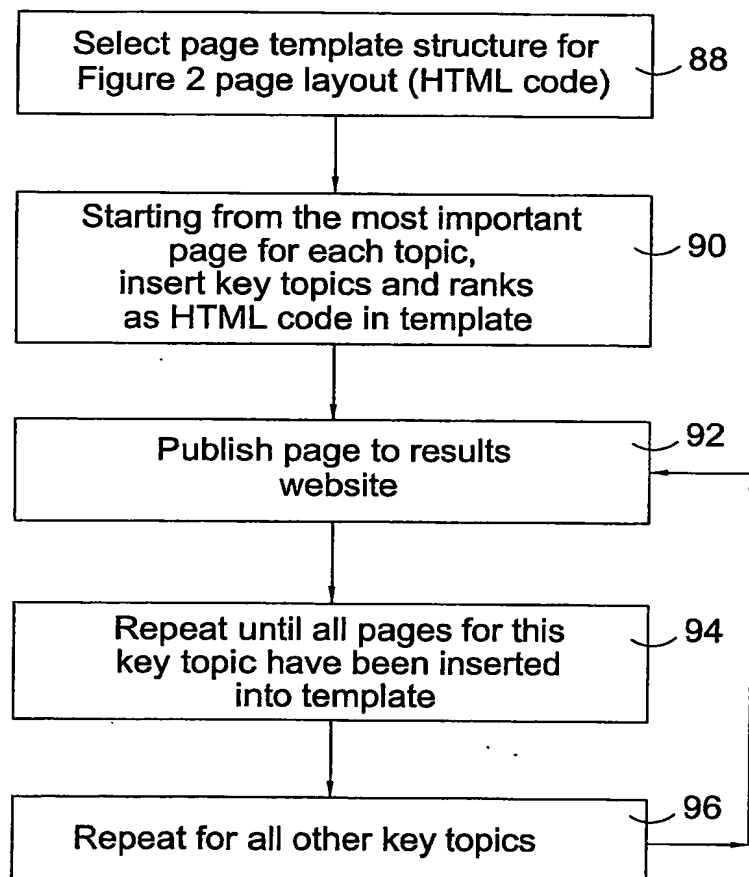 Select page template structure for
Figure 2 page layout (HTML code)
88
Starting from the most important
page for each topic,
insert key topics and ranks
as HTML code in template
90
Publish page to results
website
92
Repeat until all pages for this
key topic have been inserted
into template
94
Repeat for all other key topics
96